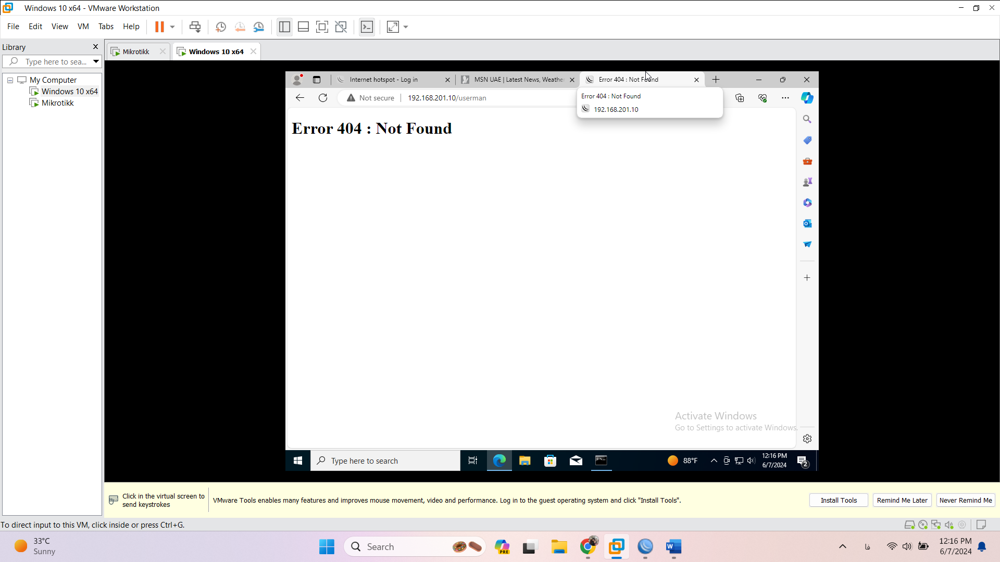 Windows 10 x64 - VMware Workstation
File Edit View VM Tabs Help
Library
Type here to sea...
My Computer
Windows 10 x64
Mikrotikk
Mikrotikk
Windows 10 x64
Internet hotspot - Log in
MSN UAE | Latest News, Weathe
Error 404 : Not Found
Not secure
192.168.201.10/userman
Error 404 : Not Found
192.168.201.10
Error 404 : Not Found
Activate Windows
Go to Settings to activate Windows.
Type here to search
88°F
12:16 PM
6/7/2024
2
Click in the virtual screen to
send keystrokes
VMware Tools enables many features and improves mouse movement, video and performance. Log in to the guest operating system and click "Install Tools".
Install Tools
Remind Me Later
Never Remind Me
To direct input to this VM, click inside or press Ctrl+G.
33°C
Sunny
Search
PRE
فا
12:16 PM
6/7/2024